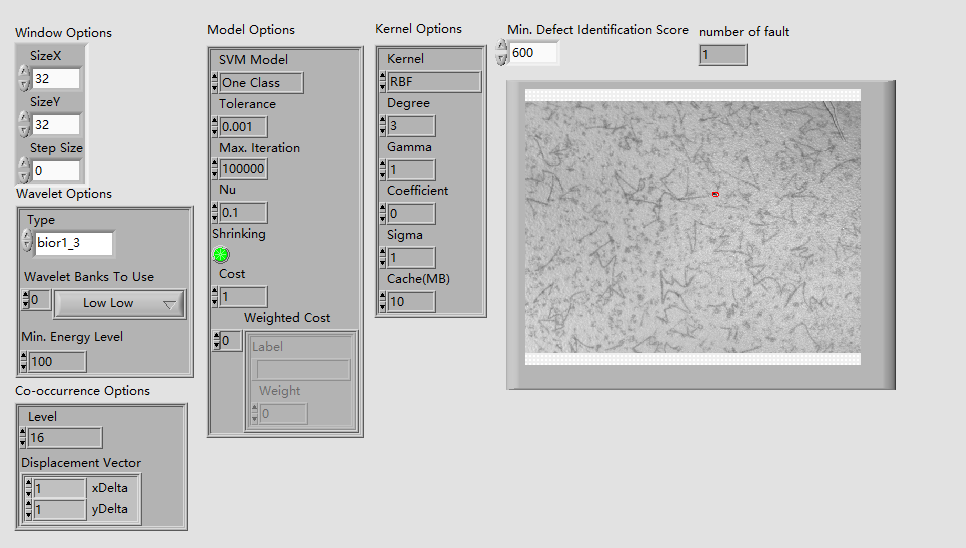 Window Options
SizeX
32
SizeY
32
Step Size
0
Wavelet Options
Type
bior1_3
Wavelet Banks To Use
0 Low Low
Min. Energy Level
100
Co-occurrence Options
Level
16
Displacement Vector
1 xDelta
1 yDelta
Model Options
SVM Model
One Class
Tolerance
0.001
Max. Iteration
100000
Nu
0.1
Shrinking
Cost
1
Weighted Cost
0
Label
Weight
0
Kernel Options
Kernel
RBF
Degree
3
Gamma
1
Coefficient
0
Sigma
1
Cache(MB)
10
Min. Defect Identification Score
600
number of fault
1